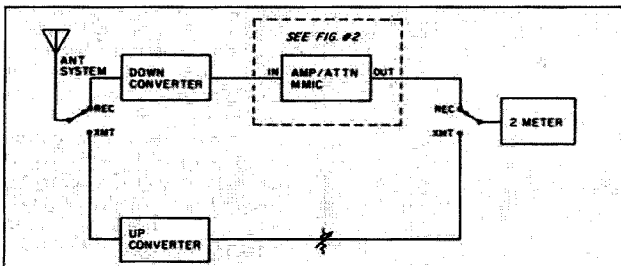 SEE FIG. #2
ANT
SYSTEM
DOWN
CONVERTER
IN
AMP/ATTN
MMIC
OUT
REC
XMT
REC
XMT
2 METER
UP
CONVERTER